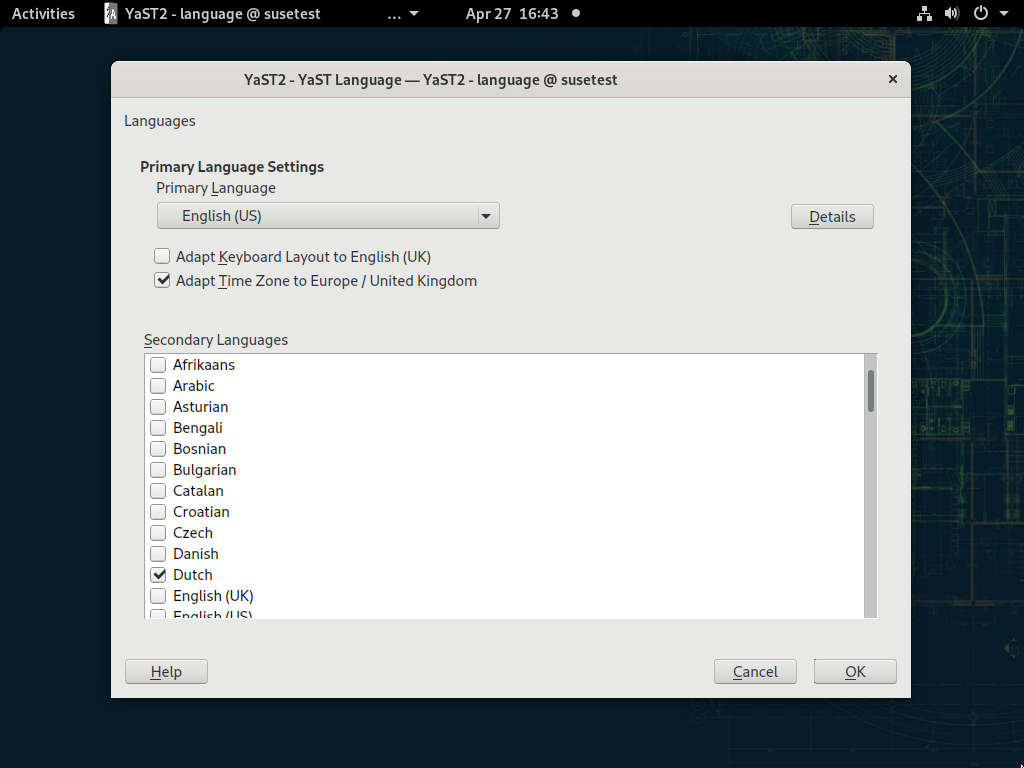 Activities YaST2 - language @ susetest ... Apr 27 16:43
YaST2 - YaST Language — YaST2 - language @ susetest
Languages
Primary Language Settings
Primary Language
English (US)
Details
Adapt Keyboard Layout to English (UK)
Adapt Time Zone to Europe / United Kingdom
Secondary Languages
Afrikaans
Arabic
Asturian
Bengali
Bosnian
Bulgarian
Catalan
Croatian
Czech
Danish
Dutch
English (UK)
English (US)
Help Cancel OK